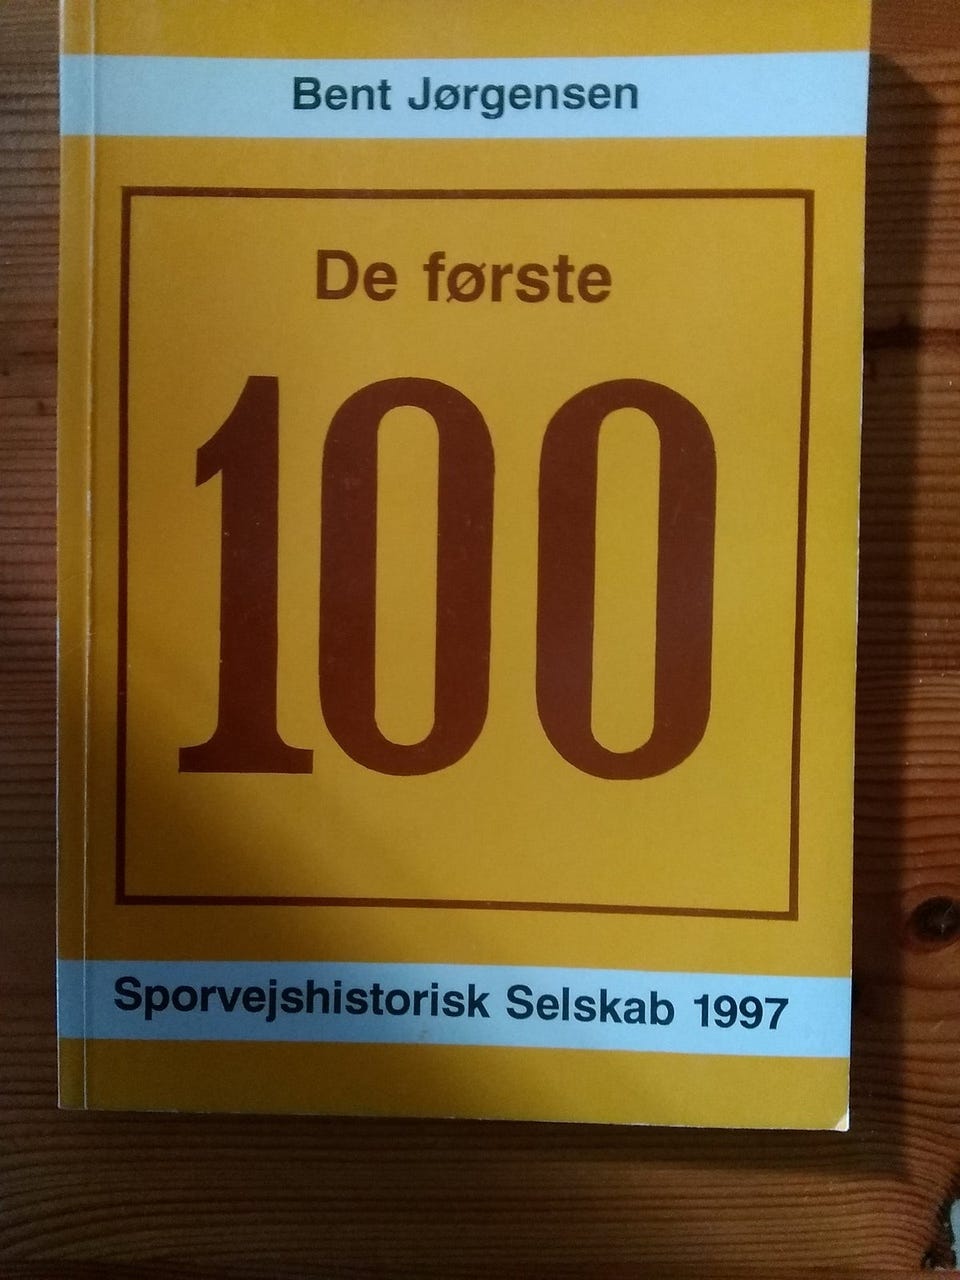 Bent Jørgensen
De første
100
Sporvejshistorisk Selskab 1997